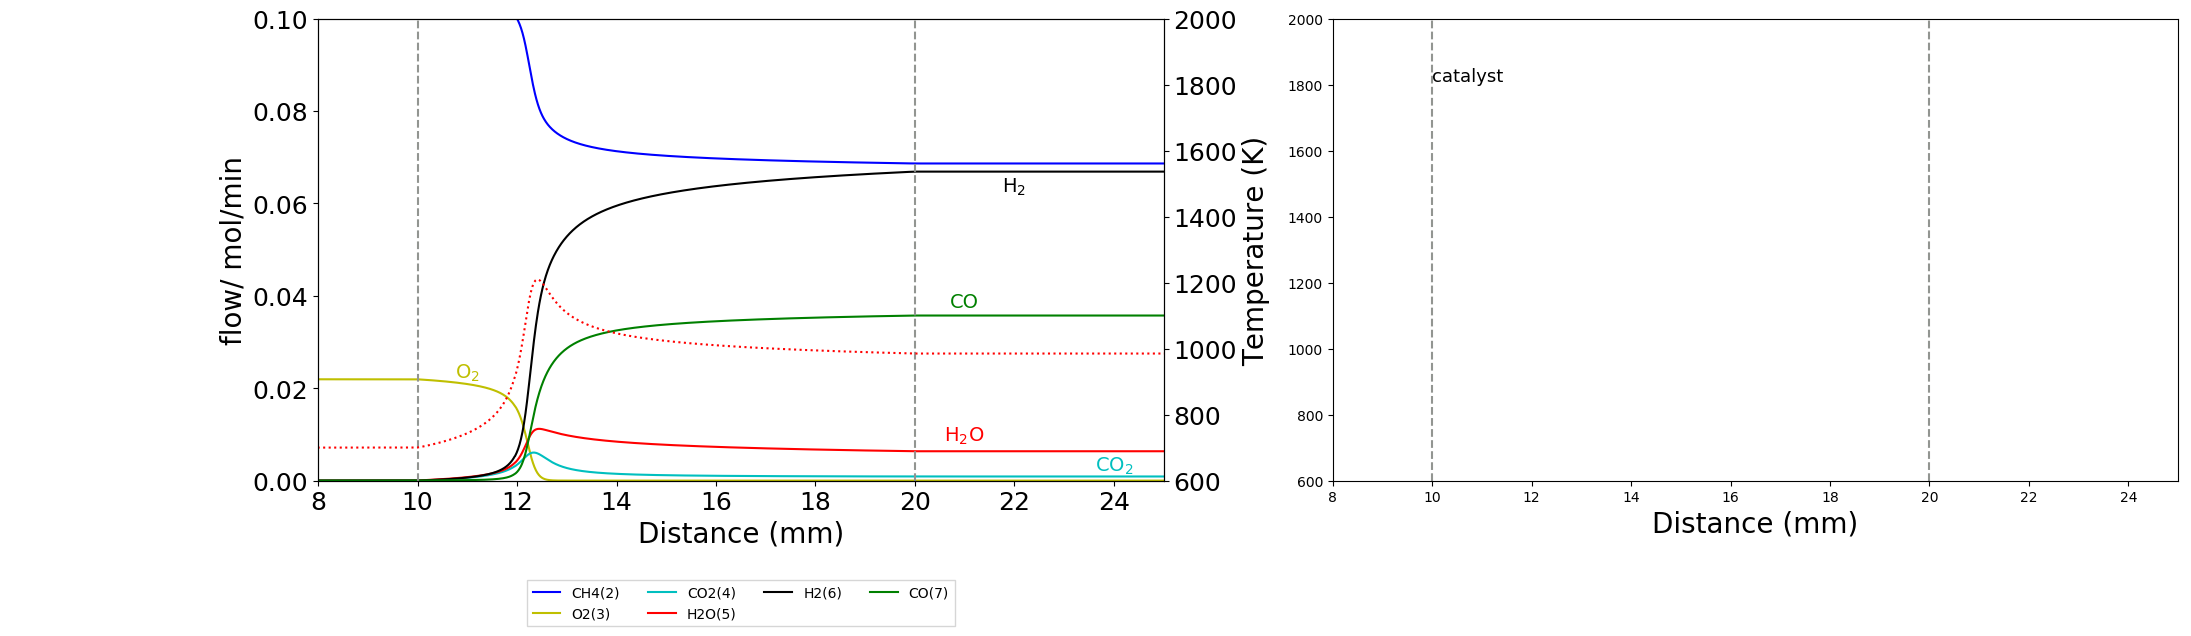 0.10
0.08
0.06
0.04
0.02
0.00
flow/ mol/min
8 10 12 14 16 18 20 22 24
Distance (mm)
O2
H2
CO
H2O
CO2
2000
1800
1600
1400
1200
1000
800
600
Temperature (K)
CH4(2) CO2(4) H2(6) CO(7)
O2(3) H2O(5)
2000
1800
1600
1400
1200
1000
800
600
catalyst
8 10 12 14 16 18 20 22 24
Distance (mm)